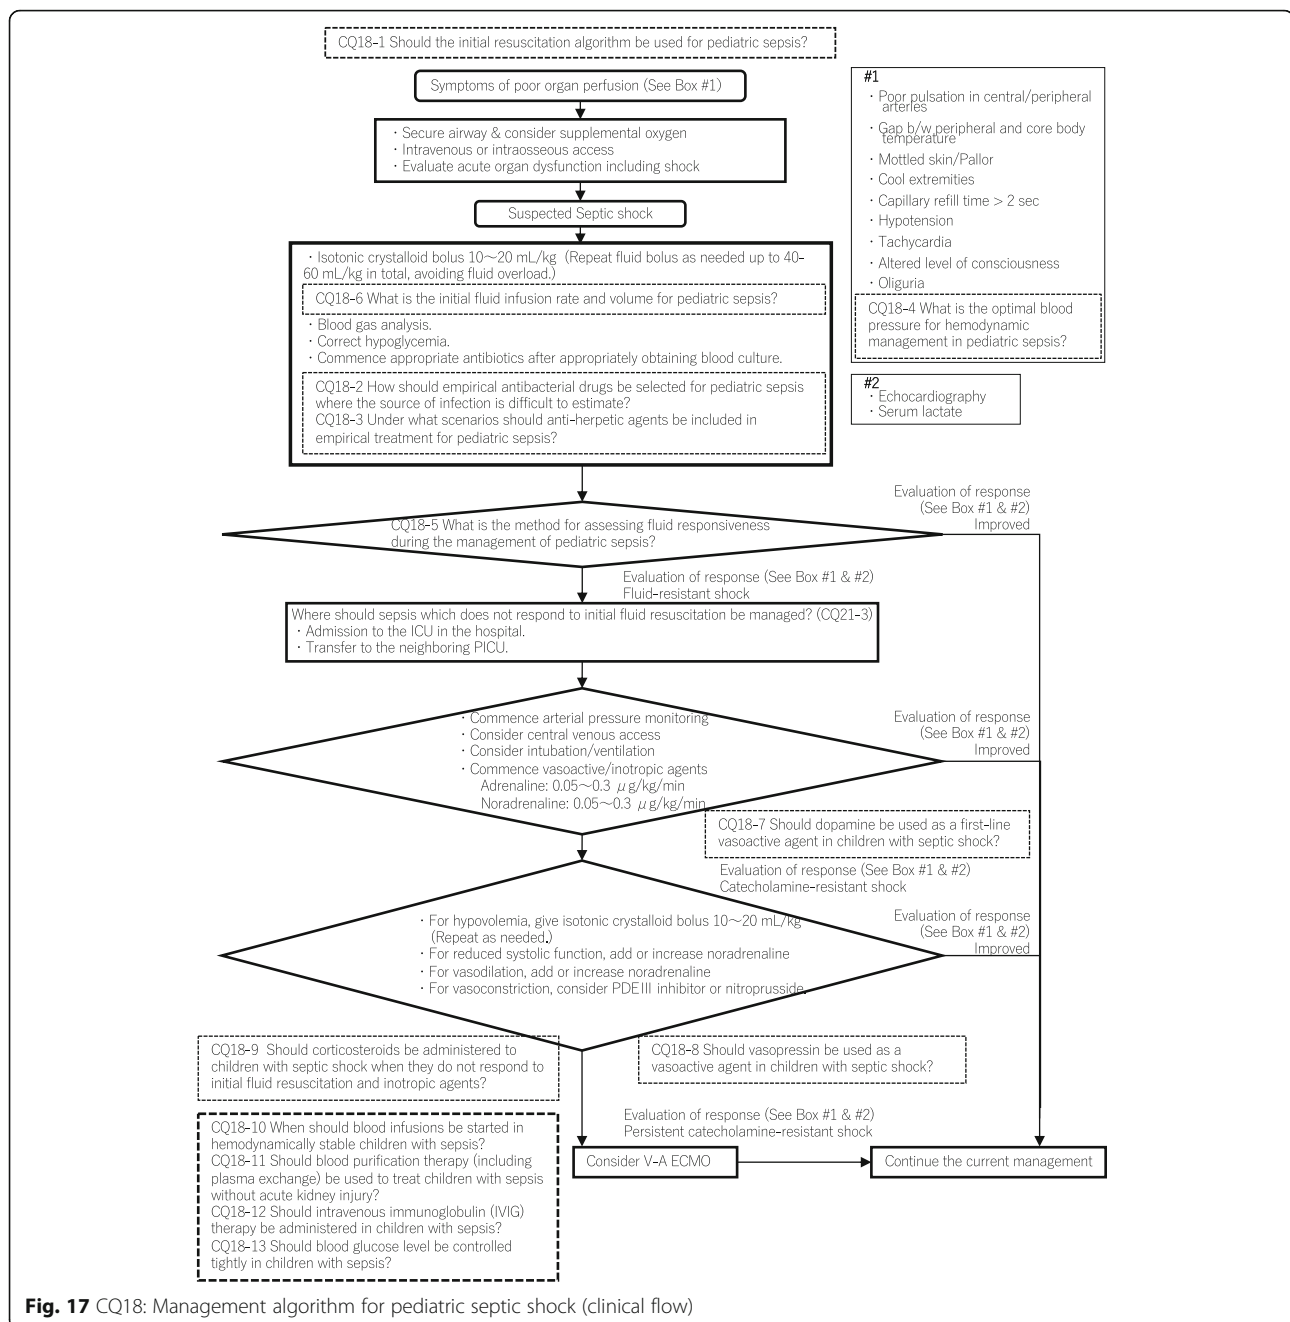 CQ18-1 Should the initial resuscitation algorithm be used for pediatric sepsis?
Symptoms of poor organ perfusion (See Box #1)
・Secure airway & consider supplemental oxygen
・Intravenous or intraosseous access
・Evaluate acute organ dysfunction including shock
Suspected Septic shock
・Isotonic crystalloid bolus 10～20 mL/kg (Repeat fluid bolus as needed up to 40-
60 mL/kg in total, avoiding fluid overload.)
CQ18-6 What is the initial fluid infusion rate and volume for pediatric sepsis?
・Blood gas analysis.
・Correct hypoglycemia.
・Commence appropriate antibiotics after appropriately obtaining blood culture.
CQ18-2 How should empirical antibacterial drugs be selected for pediatric sepsis
where the source of infection is difficult to estimate?
CQ18-3 Under what scenarios should anti-herpetic agents be included in
empirical treatment for pediatric sepsis?
#1
・Poor pulsation in central/peripheral
arteries
・Gap b/w peripheral and core body
temperature
・Mottled skin/Pallor
・Cool extremities
・Capillary refill time > 2 sec
・Hypotension
・Tachycardia
・Altered level of consciousness
・Oliguria
CQ18-4 What is the optimal blood
pressure for hemodynamic
management in pediatric sepsis?
#2
・Echocardiography
・Serum lactate
CQ18-5 What is the method for assessing fluid responsiveness
during the management of pediatric sepsis?
Evaluation of response
(See Box #1 & #2)
Improved
Evaluation of response (See Box #1 & #2)
Fluid-resistant shock
Where should sepsis which does not respond to initial fluid resuscitation be managed? (CQ21-3)
・Admission to the ICU in the hospital.
・Transfer to the neighboring PICU.
・Commence arterial pressure monitoring
・Consider central venous access
・Consider intubation/ventilation
・Commence vasoactive/inotropic agents
Adrenaline: 0.05～0.3 μg/kg/min
Noradrenaline: 0.05～0.3 μg/kg/min
Evaluation of response
(See Box #1 & #2)
Improved
CQ18-7 Should dopamine be used as a first-line
vasoactive agent in children with septic shock?
Evaluation of response (See Box #1 & #2)
Catecholamine-resistant shock
・For hypovolemia, give isotonic crystalloid bolus 10～20 mL/kg
(Repeat as needed.)
・For reduced systolic function, add or increase noradrenaline
・For vasodilation, add or increase noradrenaline
・For vasoconstriction, consider PDEIII inhibitor or nitroprusside.
Evaluation of response
(See Box #1 & #2)
Improved
CQ18-9 Should corticosteroids be administered to
children with septic shock when they do not respond to
initial fluid resuscitation and inotropic agents?
CQ18-8 Should vasopressin be used as a
vasoactive agent in children with septic shock?
CQ18-10 When should blood infusions be started in
hemodynamically stable children with sepsis?
CQ18-11 Should blood purification therapy (including
plasma exchange) be used to treat children with sepsis
without acute kidney injury?
CQ18-12 Should intravenous immunoglobulin (IVIG)
therapy be administered in children with sepsis?
CQ18-13 Should blood glucose level be controlled
tightly in children with sepsis?
Evaluation of response (See Box #1 & #2)
Persistent catecholamine-resistant shock
Consider V-A ECMO
Continue the current management
Fig. 17 CQ18: Management algorithm for pediatric septic shock (clinical flow)